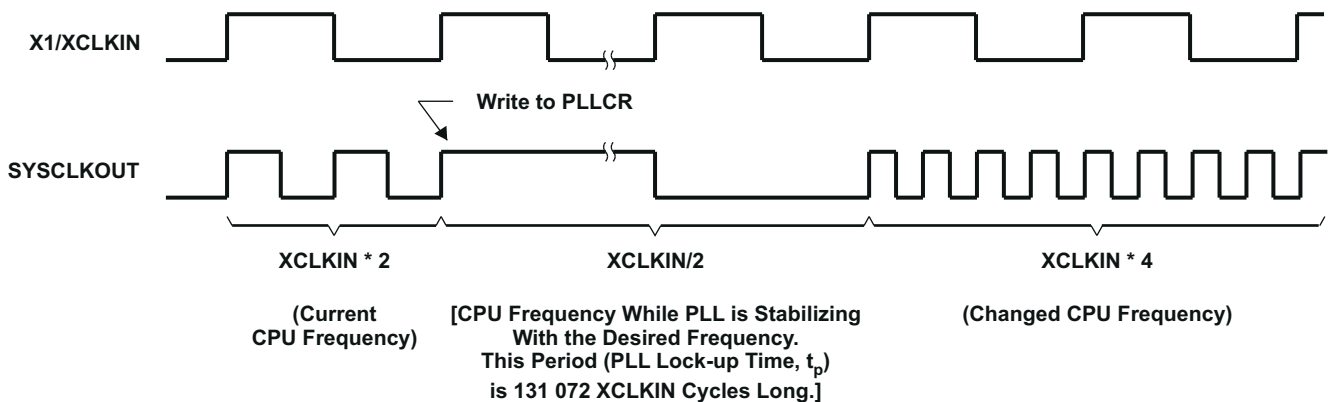 X1/XCLKIN
Write to PLLCR
SYSCLKOUT
XCLKIN * 2
XCLKIN/2
XCLKIN * 4
(Current
CPU Frequency)
[CPU Frequency While PLL is Stabilizing
With the Desired Frequency.
This Period (PLL Lock-up Time, tp)
is 131 072 XCLKIN Cycles Long.]
(Changed CPU Frequency)